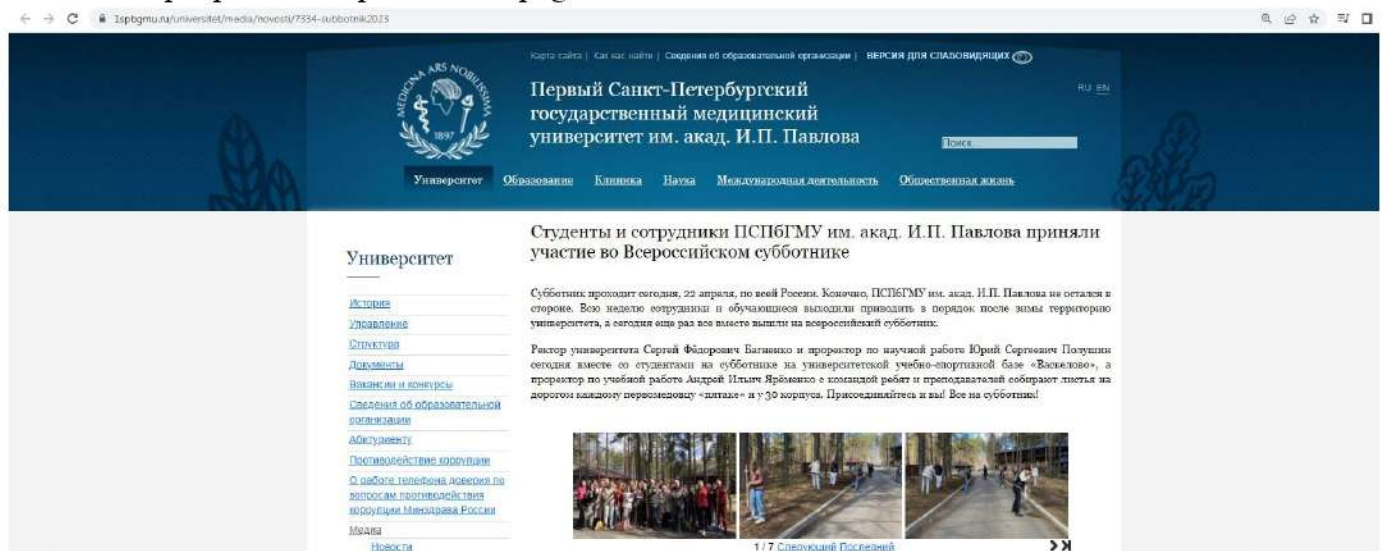 1spbgmu.ru/universitet/media/novosti/7334-subbotnik2023
Карта сайта | Как нас найти | Сведения об образовательной организации | ВЕРСИЯ ДЛЯ СЛАБОВИДЯЩИХ
MEDICINA ARS NOBILISSIMA
1897
Первый Санкт-Петербургский
государственный медицинский
университет им. акад. И.П. Павлова
RU EN
Поиск
Университет Образование Клиника Наука Международная деятельность Общественная жизнь
Университет
История
Управление
Структура
Документы
Вакансии и конкурсы
Сведения об образовательной
организации
Абитуриенту
Противодействие коррупции
О работе телефона доверия по
вопросам противодействия
коррупции Минздрава России
Медиа
Новости
Студенты и сотрудники ПСПбГМУ им. акад. И.П. Павлова приняли
участие во Всероссийском субботнике
Субботник проходит сегодня, 22 апреля, по всей России. Конечно, ПСПбГМУ им. акад. И.П. Павлова не остался в
стороне. Всю неделю сотрудники и обучающиеся выходили приводить в порядок после зимы территорию
университета, а сегодня еще раз все вместе вышли на всероссийский субботник.
Ректор университета Сергей Фёдорович Багненко и проректор по научной работе Юрий Сергеевич Полушин
сегодня вместе со студентами на субботнике на университетской учебно-спортивной базе «Васкелово», а
проректор по учебной работе Андрей Ильич Ярёменко с командой ребят и преподавателей собирают листья на
дорогом каждому первомедовцу «пятаке» и у 30 корпуса. Присоединяйтесь и вы! Все на субботник!
1 / 7 Следующий Последний